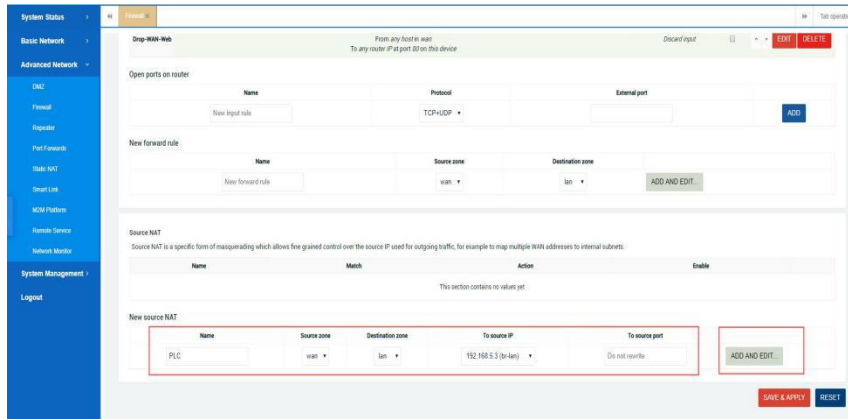 System Status
Firewall
Tab operatio
Basic Network
Advanced Network
DMZ
Firewall
Repeater
Port Forwards
Static NAT
Smart Link
M2M Platform
Remote Service
Network Monitor
System Management
Logout
Drop-WAN-Web
From any host in wan
To any router IP at port 80 on this device
Discard input
EDIT
DELETE
Open ports on router
Name Protocol External port
New input rule TCP+UDP ADD
New forward rule
Name Source zone Destination zone
New forward rule wan lan ADD AND EDIT...
Source NAT
Source NAT is a specific form of masquerading which allows fine grained control over the source IP used for outgoing traffic, for example to map multiple WAN addresses to internal subnets.
Name Match Action Enable
This section contains no values yet
New source NAT
Name Source zone Destination zone To source IP To source port
PLC wan lan 192.168.5.3 (br-lan) Do not rewrite ADD AND EDIT...
SAVE & APPLY RESET